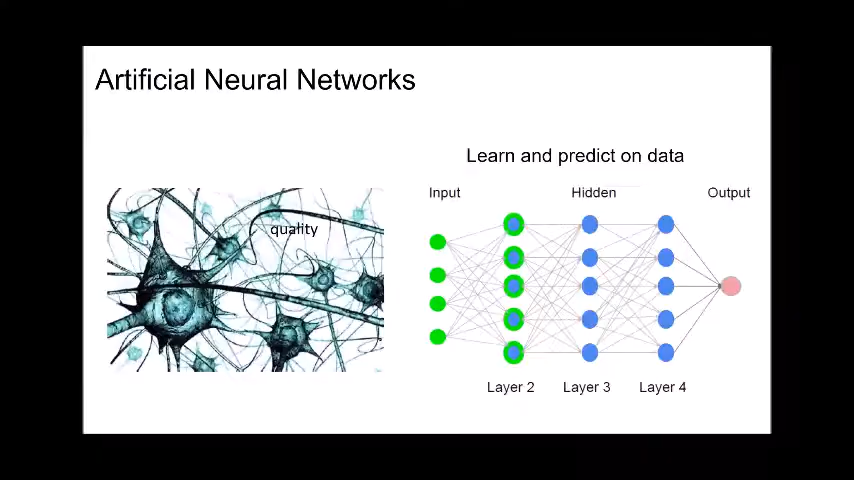 Artificial Neural Networks
Learn and predict on data
Input Hidden Output
quality
Layer 2 Layer 3 Layer 4